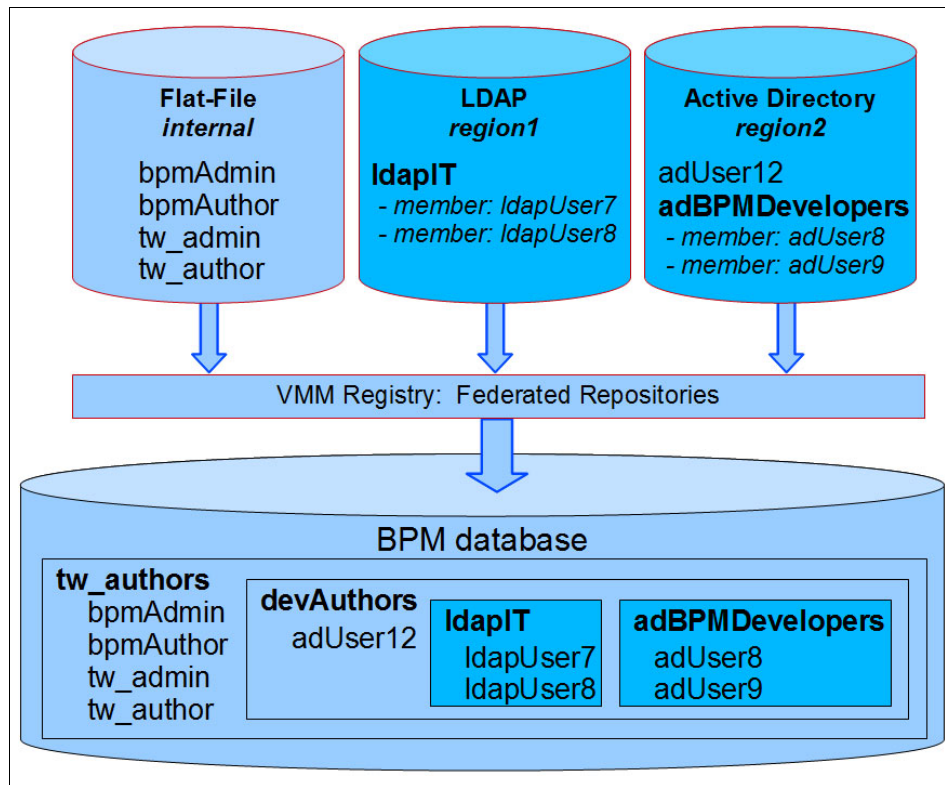 Flat-File
internal
bpmAdmin
bpmAuthor
tw_admin
tw_author
LDAP
region1
ldapIT
- member: ldapUser7
- member: ldapUser8
Active Directory
region2
adUser12
adBPMDevelopers
- member: adUser8
- member: adUser9
VMM Registry: Federated Repositories
BPM database
tw_authors
bpmAdmin
bpmAuthor
tw_admin
tw_author
devAuthors
adUser12
ldapIT
ldapUser7
ldapUser8
adBPMDevelopers
adUser8
adUser9